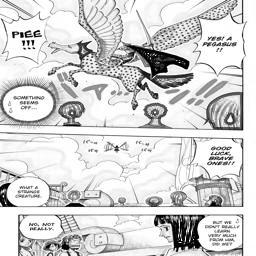 YES! A
PEGASUS
!!
PIEE
!!!
SOMETHING
SEEMS
OFF...
GOOD
LUCK,
BRAVE
ONES!!
WHAT A
STRANGE
CREATURE.
BUT WE
DIDN'T REALLY
LEARN
VERY MUCH
FROM HIM,
DID WE?
NO, NOT
REALLY.